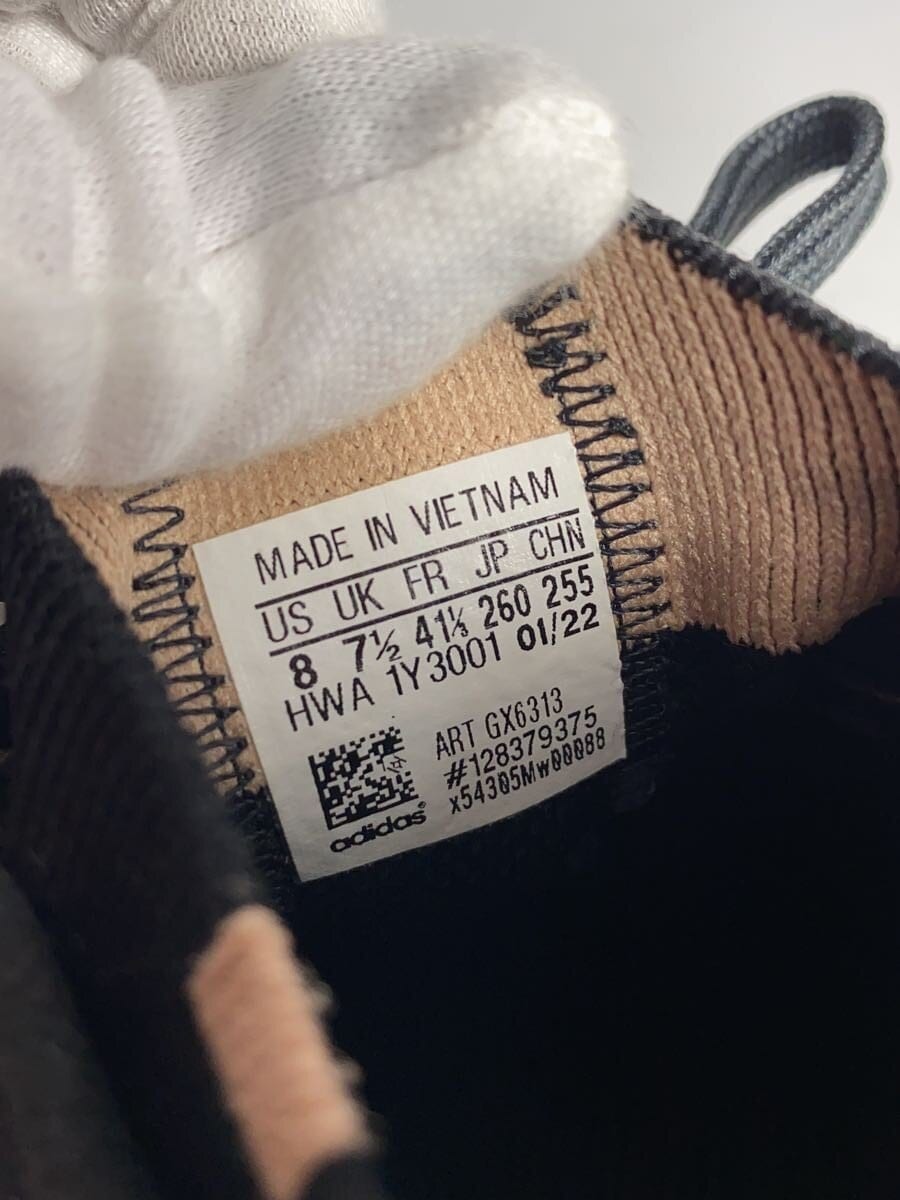 MADE IN VIETNAM
US UK FR JP CHN
8 7½ 41⅓ 260 255
HWA 1Y3001 01/22
ART GX6313
#128379375
x54305Mw00088
adidas®